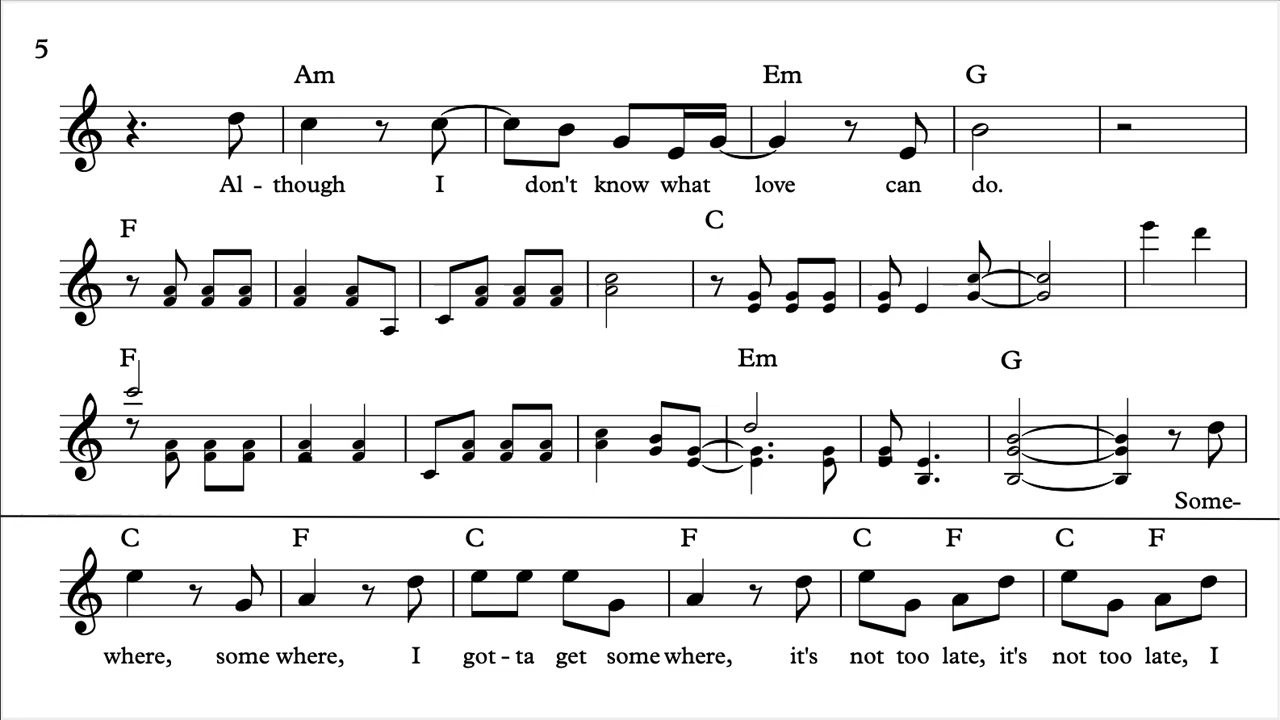 5
Am Em G
Al - though I don't know what love can do.
F C
F Em G
Some-
C F C F C F C F
where, some where, I got - ta get some where, it's not too late, it's not too late, I